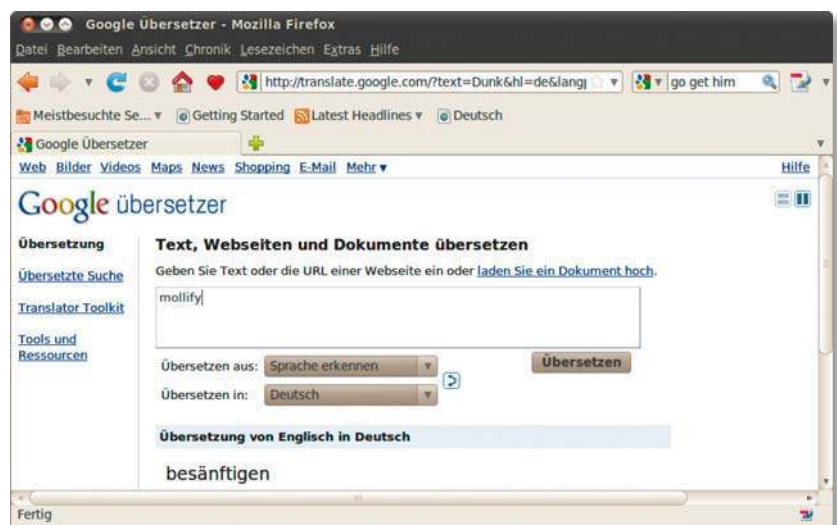 Google Übersetzer - Mozilla Firefox
Datei Bearbeiten Ansicht Chronik Lesezeichen Extras Hilfe
http://translate.google.com/?text=Dunk&hl=de&langp go get him
Meistbesuchte Se... Getting Started Latest Headlines Deutsch
Google Übersetzer
Web Bilder Videos Maps News Shopping E-Mail Mehr Hilfe
Google übersetzer
Übersetzung
Übersetzte Suche
Translator Toolkit
Tools und
Ressourcen
Text, Webseiten und Dokumente übersetzen
Geben Sie Text oder die URL einer Webseite ein oder laden Sie ein Dokument hoch.
mollify
Übersetzen aus: Sprache erkennen Übersetzen
Übersetzen in: Deutsch
Übersetzung von Englisch in Deutsch
besänftigen
Fertig